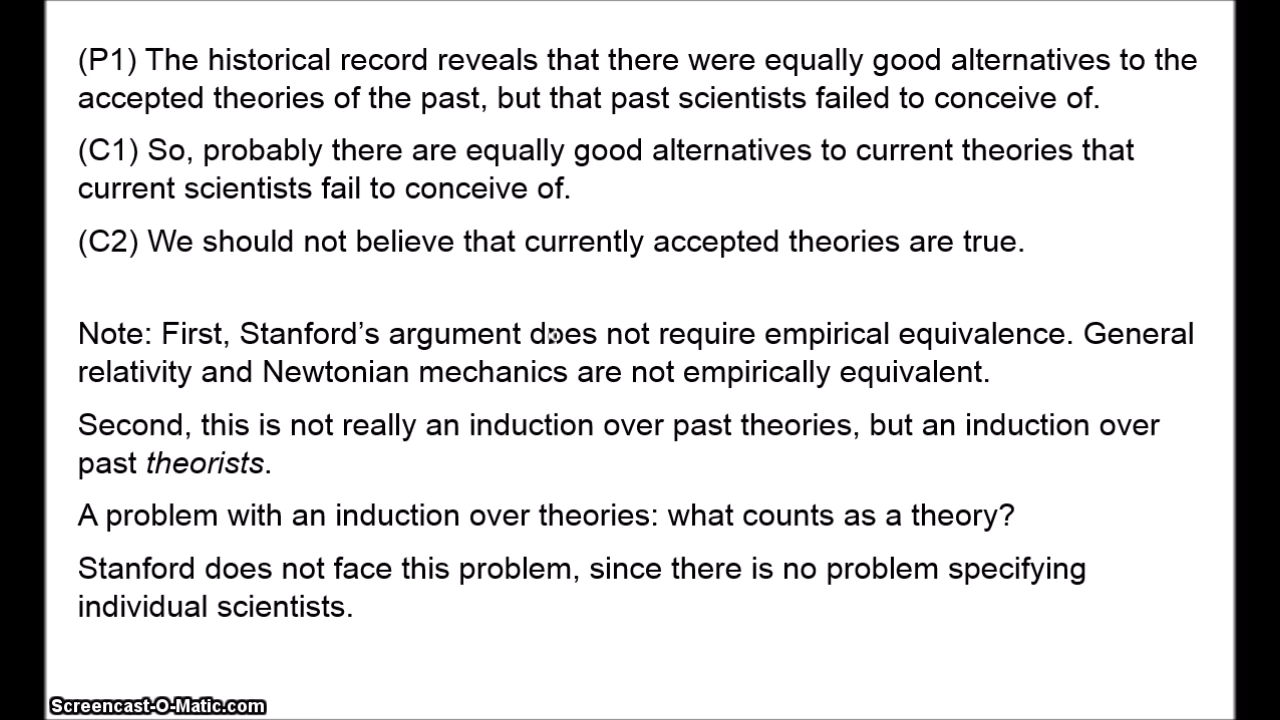 (P1) The historical record reveals that there were equally good alternatives to the
accepted theories of the past, but that past scientists failed to conceive of.
(C1) So, probably there are equally good alternatives to current theories that
current scientists fail to conceive of.
(C2) We should not believe that currently accepted theories are true.
Note: First, Stanford’s argument does not require empirical equivalence. General
relativity and Newtonian mechanics are not empirically equivalent.
Second, this is not really an induction over past theories, but an induction over
past theorists.
A problem with an induction over theories: what counts as a theory?
Stanford does not face this problem, since there is no problem specifying
individual scientists.
Screencast-O-Matic.com